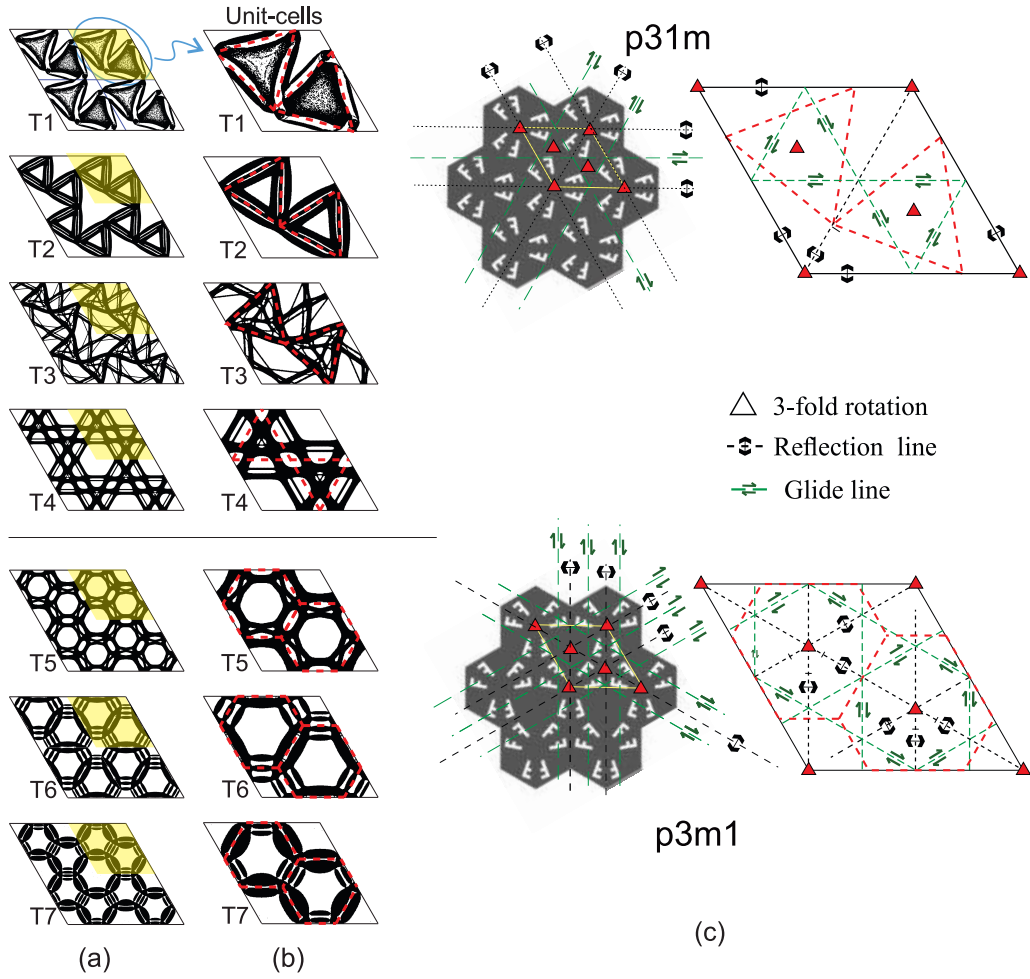 Unit-cells
T1
T1
T2
T2
T3
T3
T4
T4
T5
T5
T6
T6
T7
T7
(a)
(b)
p31m
3-fold rotation
Reflection line
Glide line
p3m1
(c)